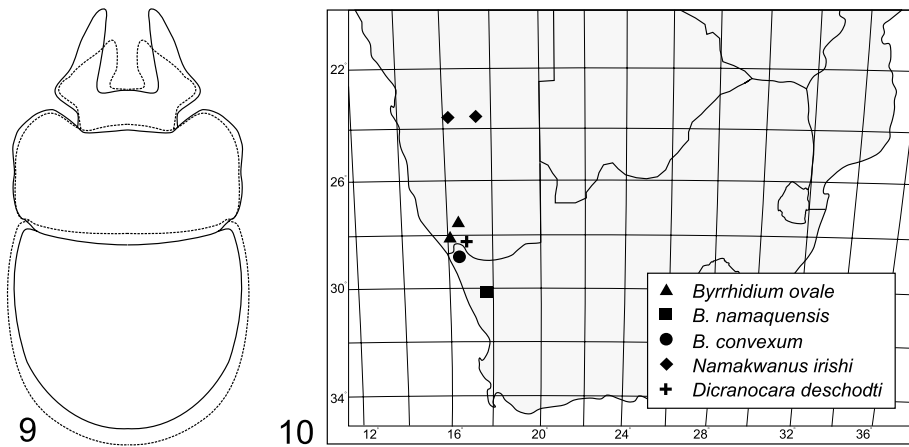 9
10
22°
26°
30°
34°
12°
16°
20°
24°
28°
32°
36°
Byrrhidium ovale
B. namaquensis
B. convexum
Namakwanus irishi
Dicranocara deschodti